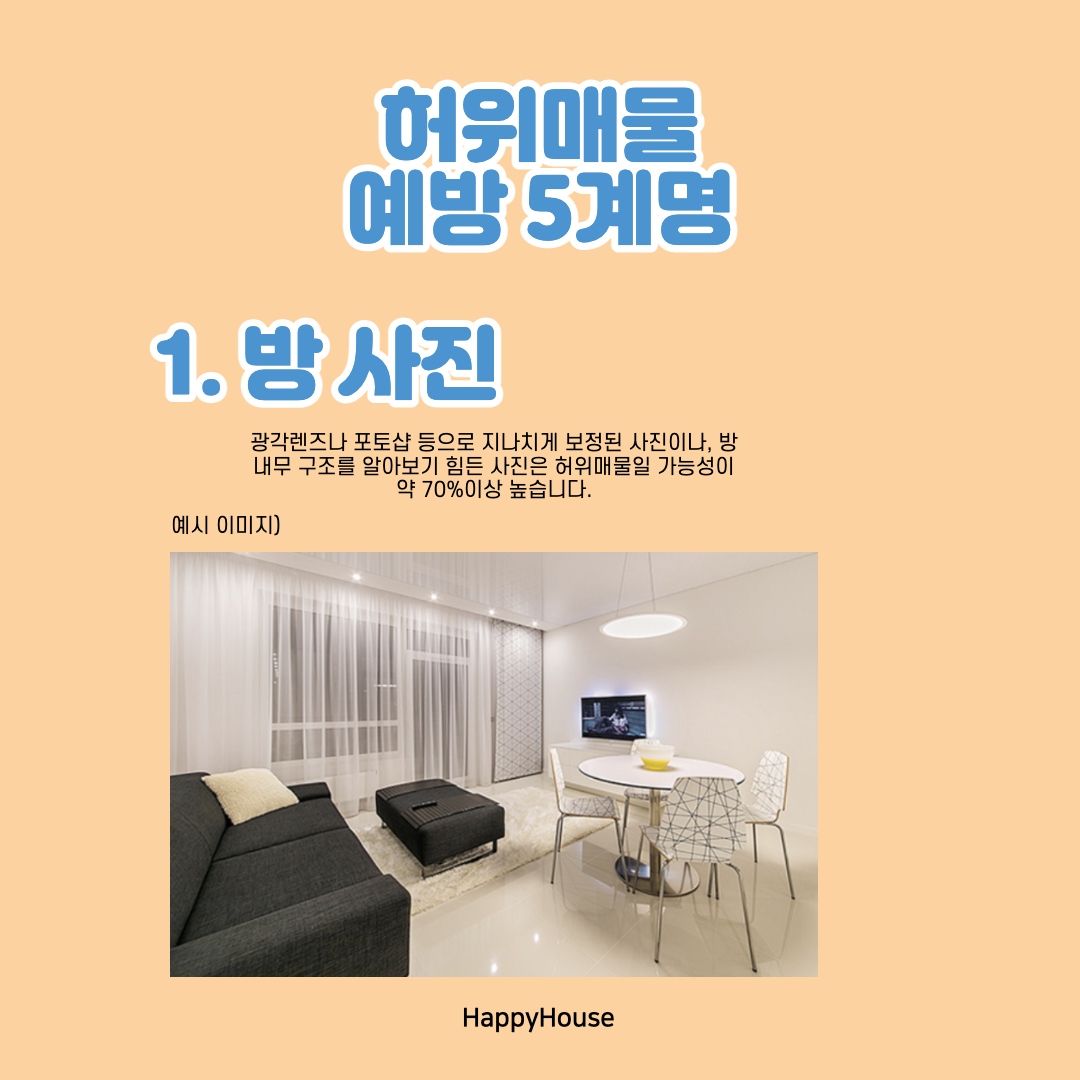 허위매물
예방 5계명
1. 방 사진
광각렌즈나 포토샵 등으로 지나치게 보정된 사진이나, 방
내무 구조를 알아보기 힘든 사진은 허위매물일 가능성이
약 70%이상 높습니다.
예시 이미지)
HappyHouse